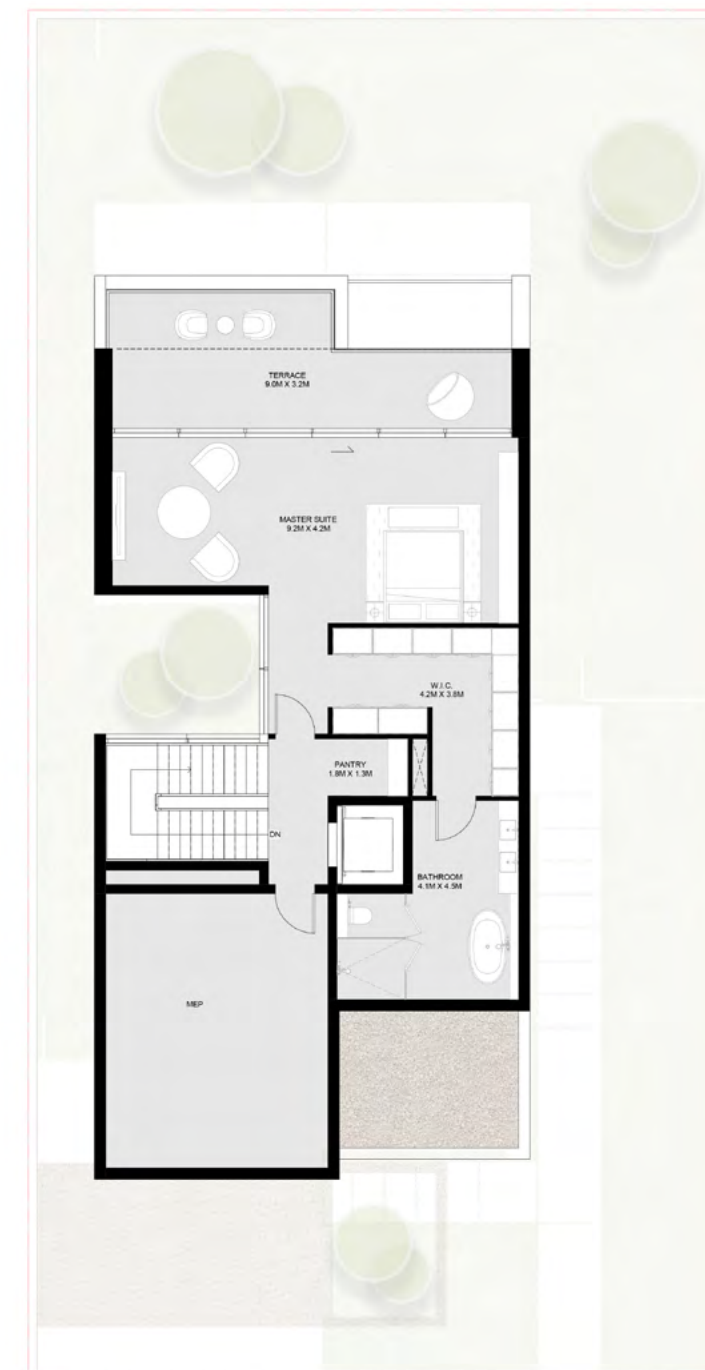 TERRACE
9.0M X 3.2M
MASTER SUITE
9.2M X 4.2M
W.I.C.
4.2M X 3.8M
PANTRY
1.8M X 1.3M
DN
BATHROOM
4.1M X 4.5M
MEP